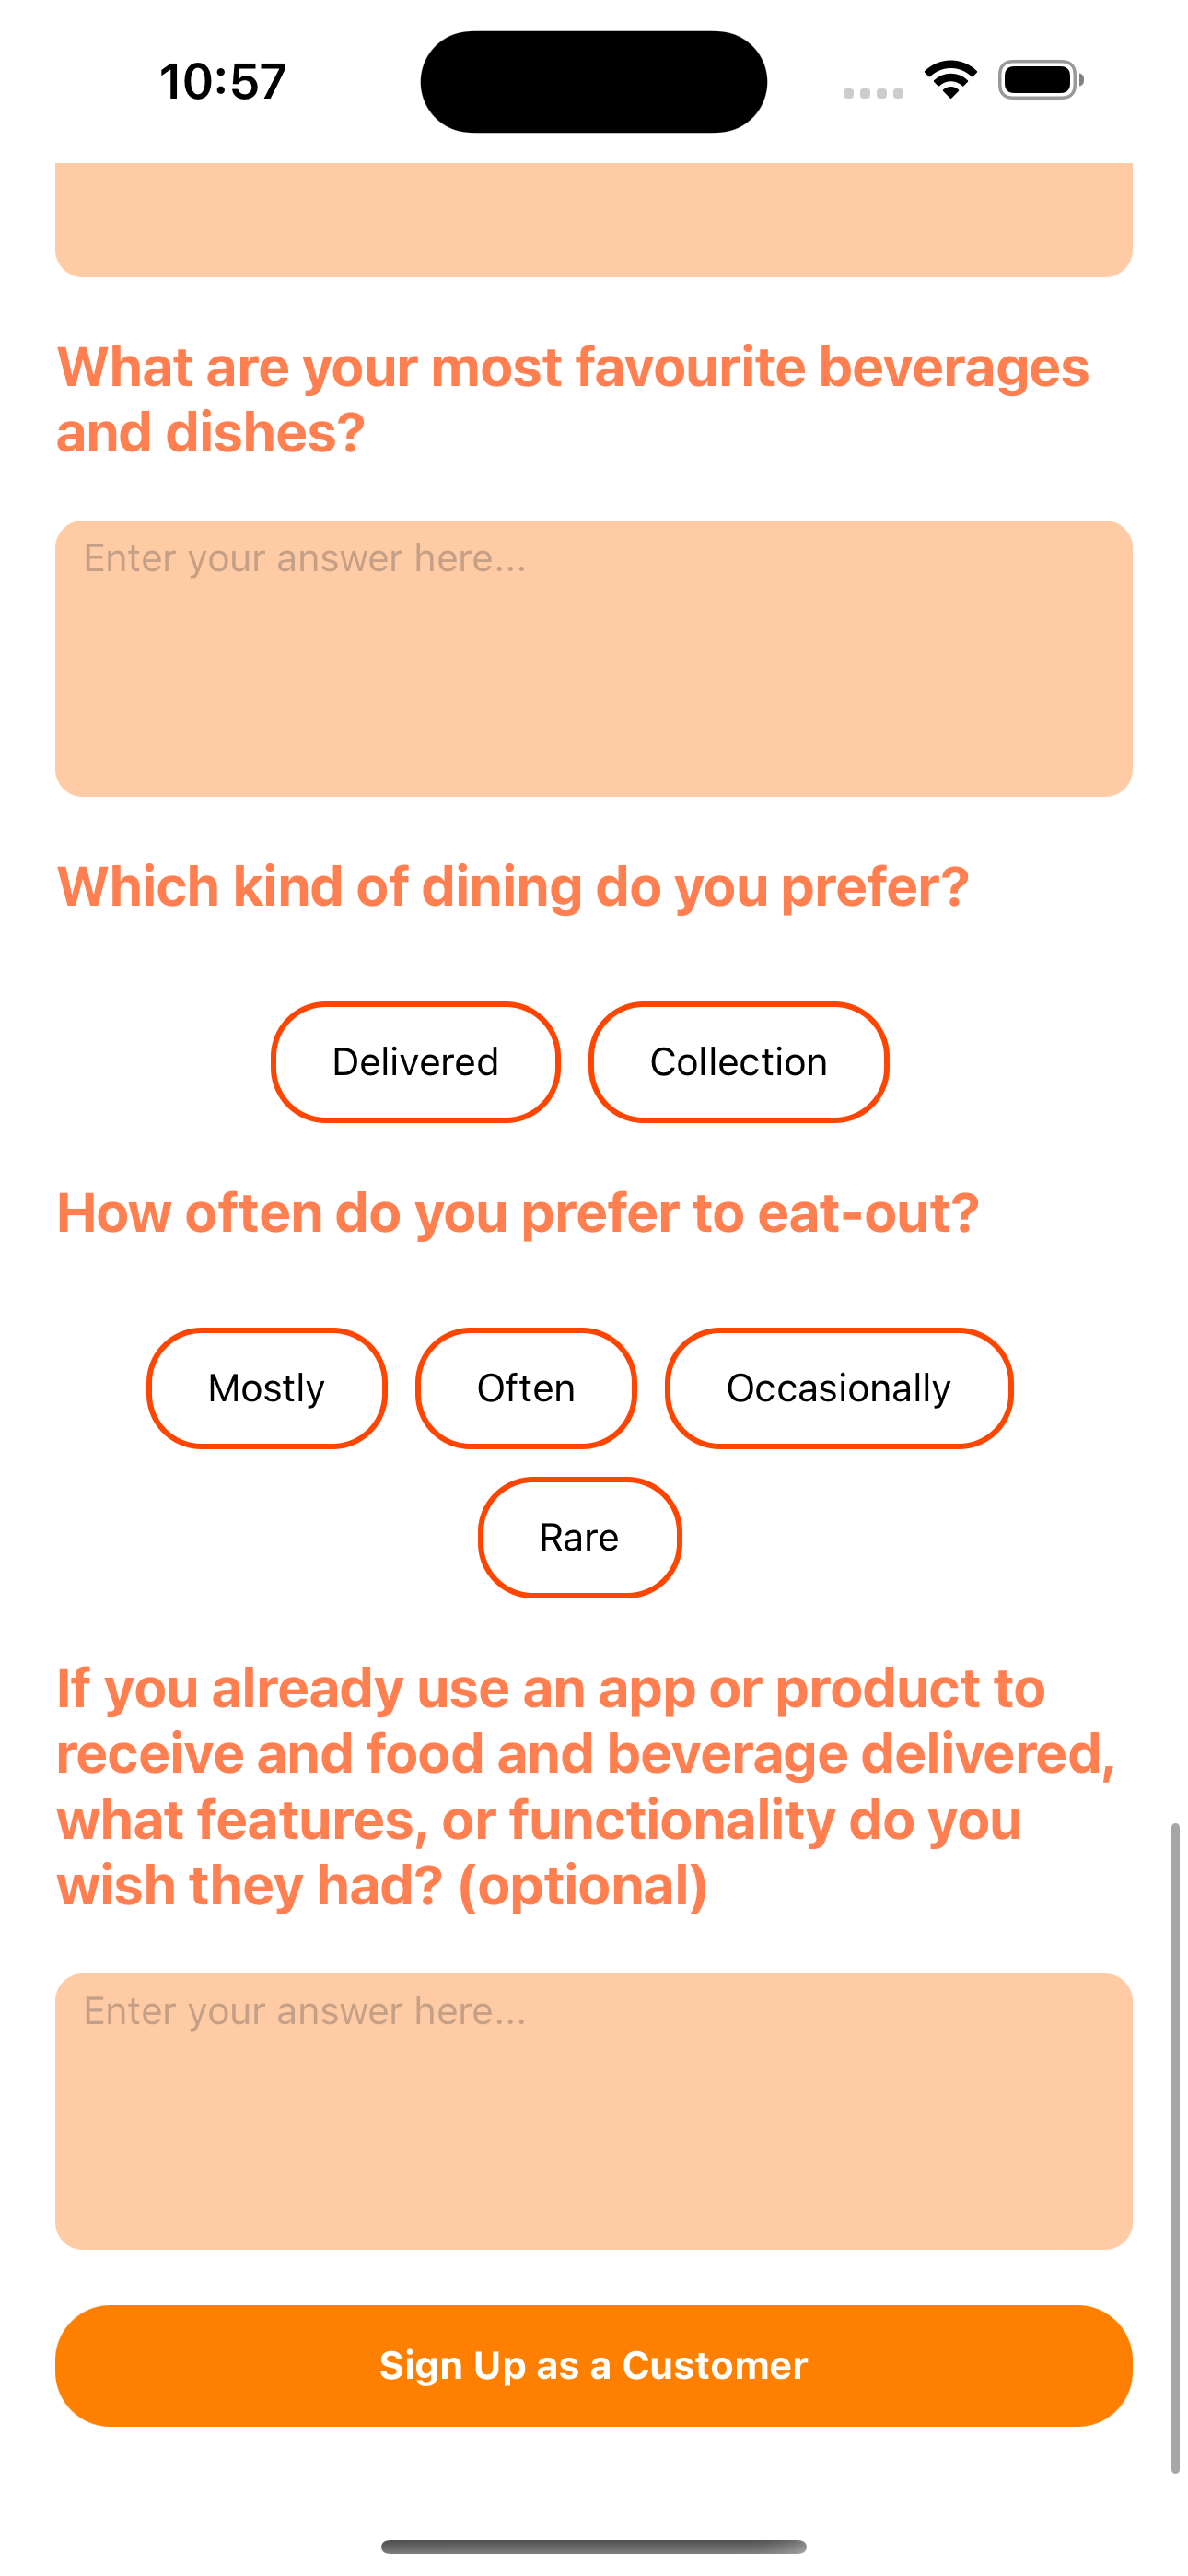 10:57
What are your most favourite beverages
and dishes?
Enter your answer here...
Which kind of dining do you prefer?
Delivered
Collection
How often do you prefer to eat-out?
Mostly
Often
Occasionally
Rare
If you already use an app or product to
receive and food and beverage delivered,
what features, or functionality do you
wish they had? (optional)
Enter your answer here...
Sign Up as a Customer